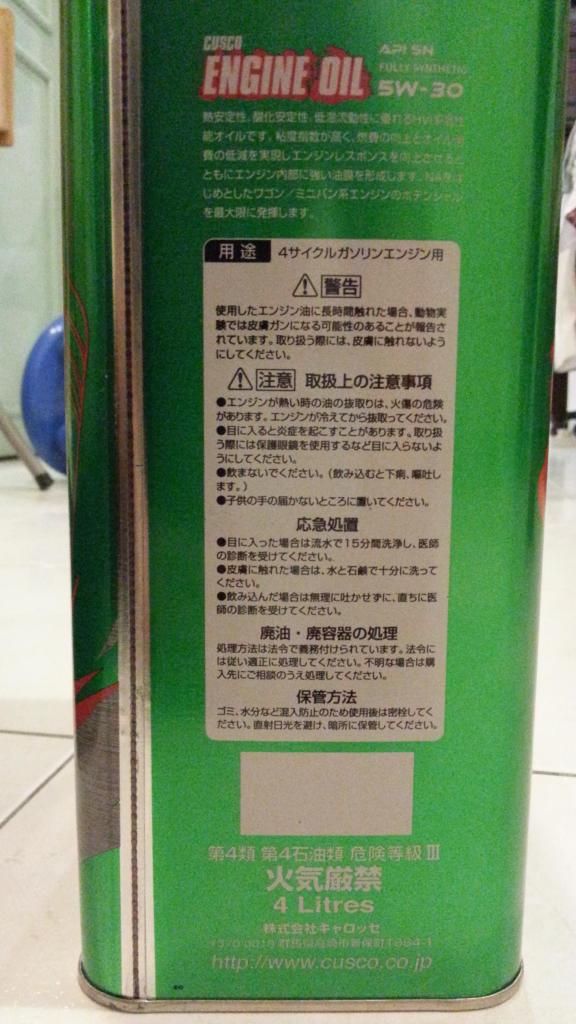 CUSCO
ENGINE OIL
API SN
FULLY SYNTHETIC
5W-30
熱安定性、酸化安定性、低温流動性に優れるHVI多容性
能オイルです。粘度指数が高く、燃費の向上とオイル消
費の低減を実現しエンジンレスポンスを向上させると
ともにエンジン内部に強い油膜を形成します。NAをは
じめとしたワゴン／ミニバン系エンジンのポテンシャル
を最大限に発揮します。
用途 4サイクルガソリンエンジン用
警告
使用したエンジン油に長時間触れた場合、動物実
験では皮膚ガンになる可能性のあることが報告さ
れています。取り扱う際には、皮膚に触れないよう
にしてください。
注意 取扱上の注意事項
●エンジンが熱い時の油の抜取りは、火傷の危険
があります。エンジンが冷えてから抜取ってください。
●目に入ると炎症を起こすことがあります。取り扱
う際には保護眼鏡を使用するなど目に入らないよ
うにしてください。
●飲まないでください。（飲み込むと下痢、嘔吐し
ます。）
●子供の手の届かないところに置いてください。
応急処置
●目に入った場合は流水で15分間洗浄し、医師
の診断を受けてください。
●皮膚に触れた場合は、水と石鹸で十分に洗って
ください。
●飲み込んだ場合は無理に吐かせずに、直ちに医
師の診断を受けてください。
廃油・廃容器の処理
処理方法は法令で義務付けられています。法令に
は従い適正に処理してください。不明な場合は購
入先にご相談のうえ処理してください。
保管方法
ゴミ、水分など混入防止のため使用後は密栓してく
ださい。直射日光を避け、暗所に保管してください。
第4類 第4石油類 危険等級Ⅲ
火気厳禁
4 Litres
株式会社キャロッセ
〒370-0018 群馬県高崎市新保町1664-1
http://www.cusco.co.jp